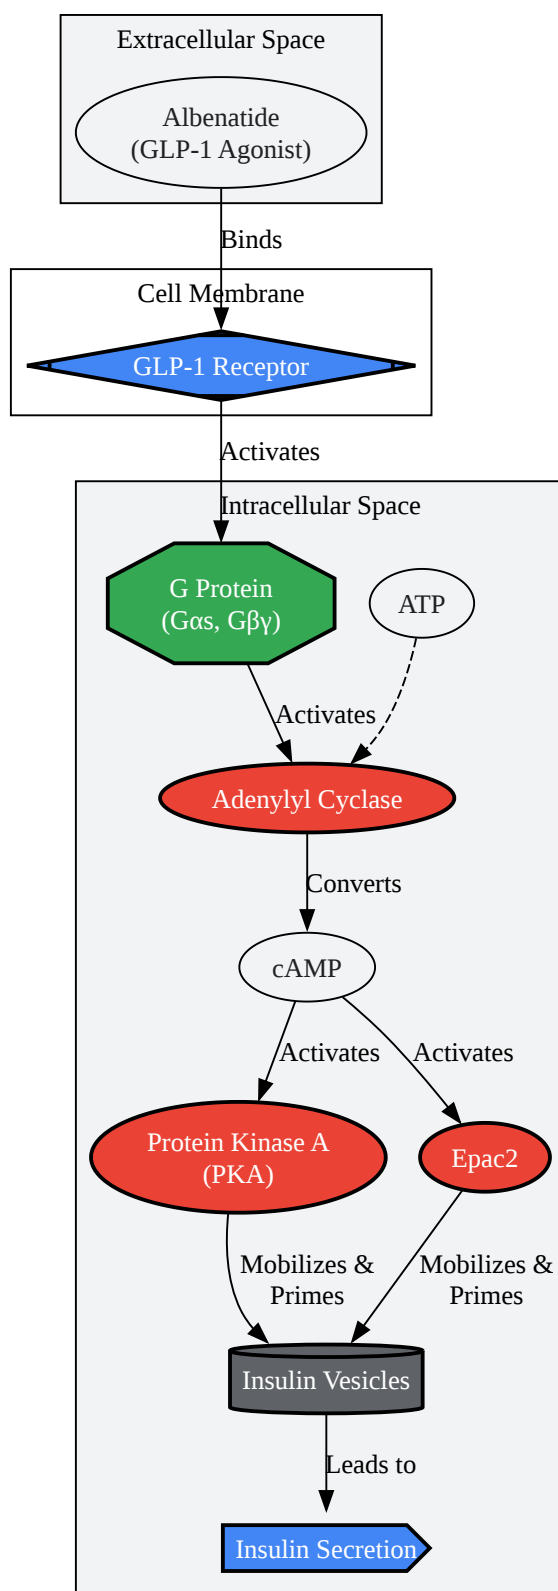 Extracellular Space
Albenatide
(GLP-1 Agonist)
Binds
Cell Membrane
GLP-1 Receptor
Activates
Intracellular Space
G Protein
(Gαs, Gβγ)
ATP
Activates
Adenylyl Cyclase
Converts
cAMP
Activates
Activates
Protein Kinase A
(PKA)
Epac2
Mobilizes &
Primes
Mobilizes &
Primes
Insulin Vesicles
Leads to
Insulin Secretion